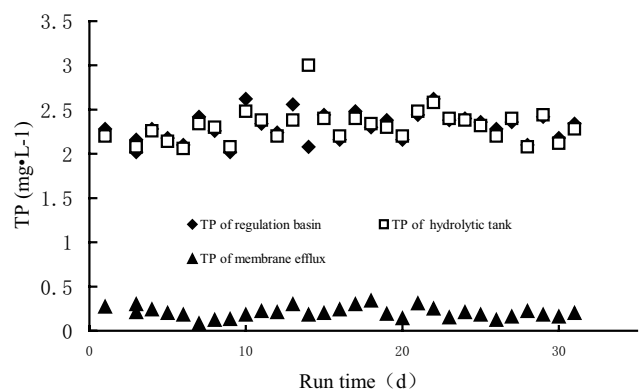 TP (mg•L-1)
3.5
3
2.5
2
1.5
1
0.5
0
TP of regulation basin
TP of hydrolytic tank
TP of membrane efflux
0 10 20 30
Run time（d）